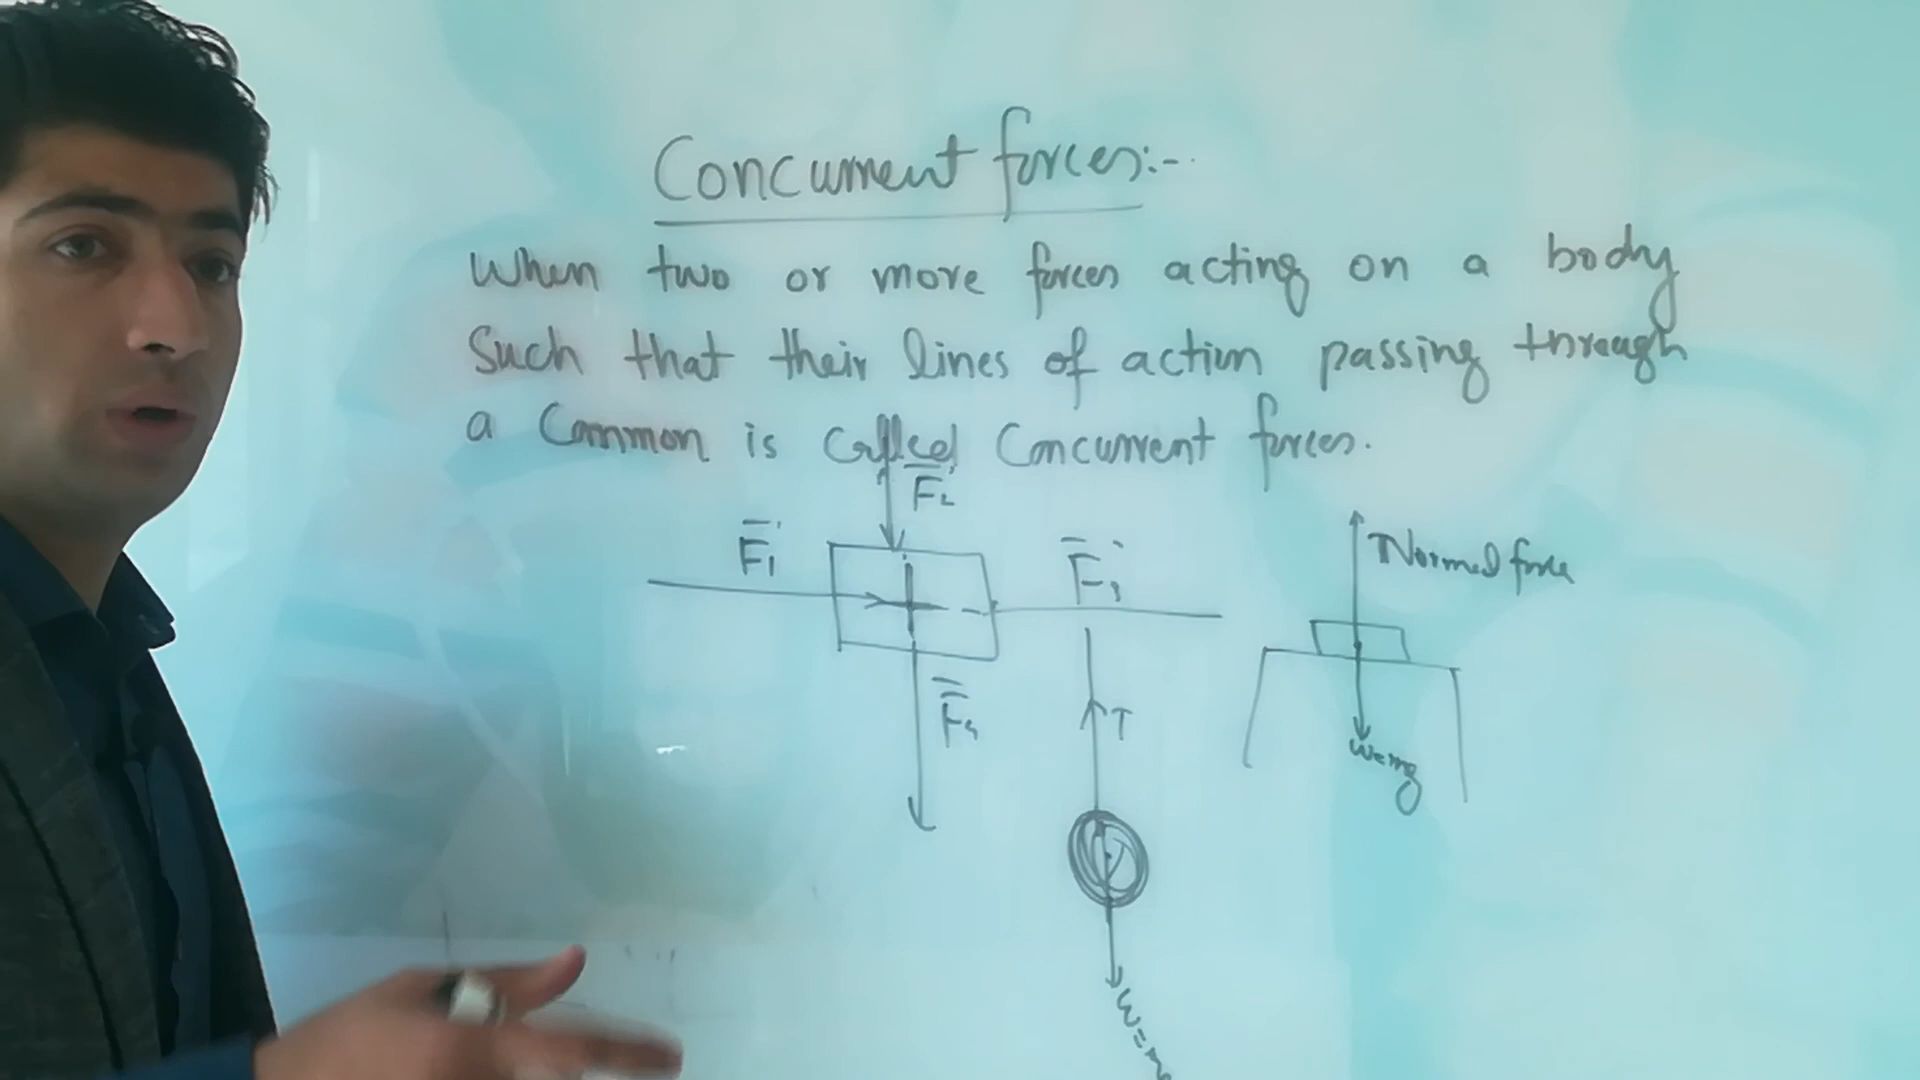 Concurrent forces:-
When two or more forces acting on a body
Such that their lines of action passing through
a Common is Called Concurrent forces.
F2
F1
F3
Normal force
F4
T
W=mg
W=m